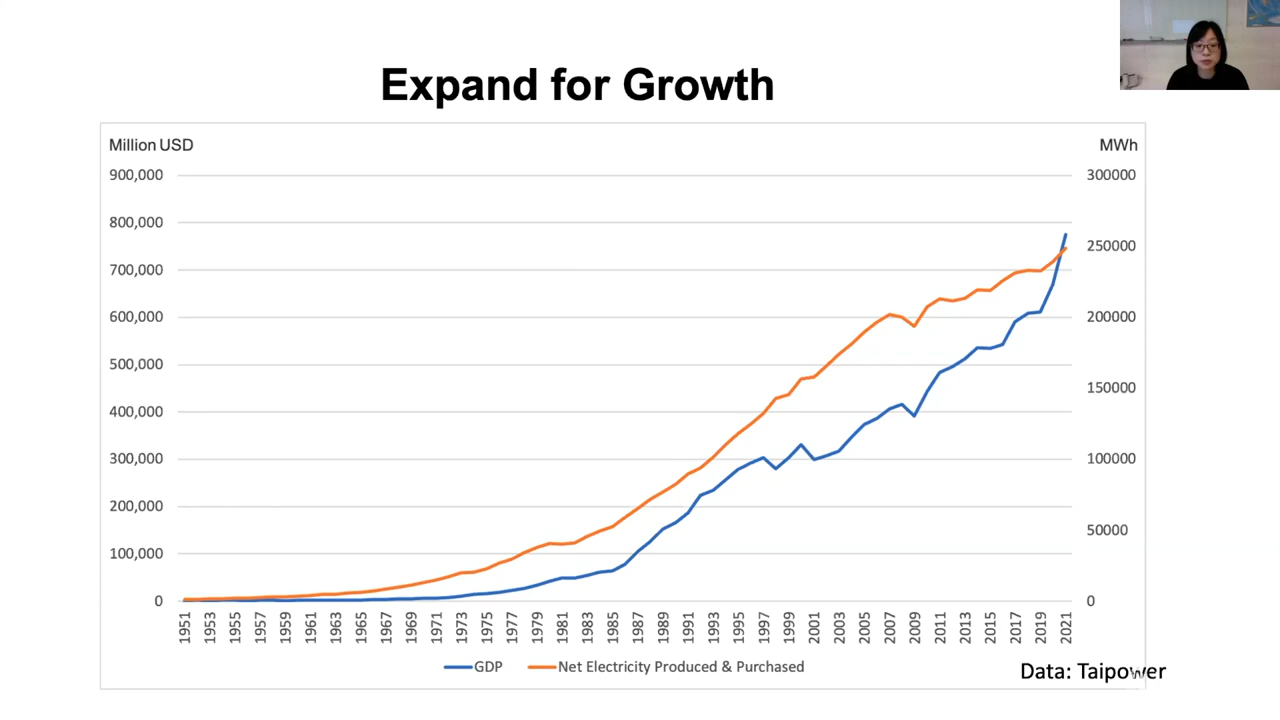 Expand for Growth
Million USD
MWh
900,000
800,000
700,000
600,000
500,000
400,000
300,000
200,000
100,000
0
300000
250000
200000
150000
100000
50000
0
1951 1953 1955 1957 1959 1961 1963 1965 1967 1969 1971 1973 1975 1977 1979 1981 1983 1985 1987 1989 1991 1993 1995 1997 1999 2001 2003 2005 2007 2009 2011 2013 2015 2017 2019 2021
GDP Net Electricity Produced & Purchased
Data: Taipower